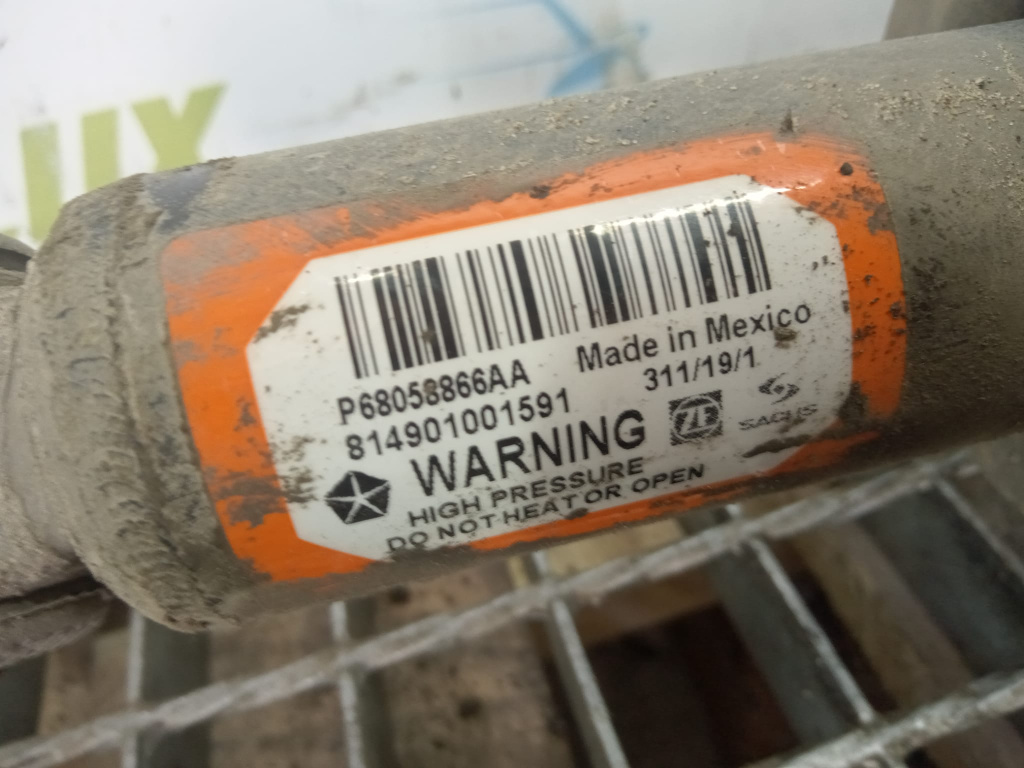 P68058866AA
Made in Mexico
814901001591
311/19/1
WARNING
ZF
SACHS
HIGH PRESSURE
DO NOT HEAT OR OPEN